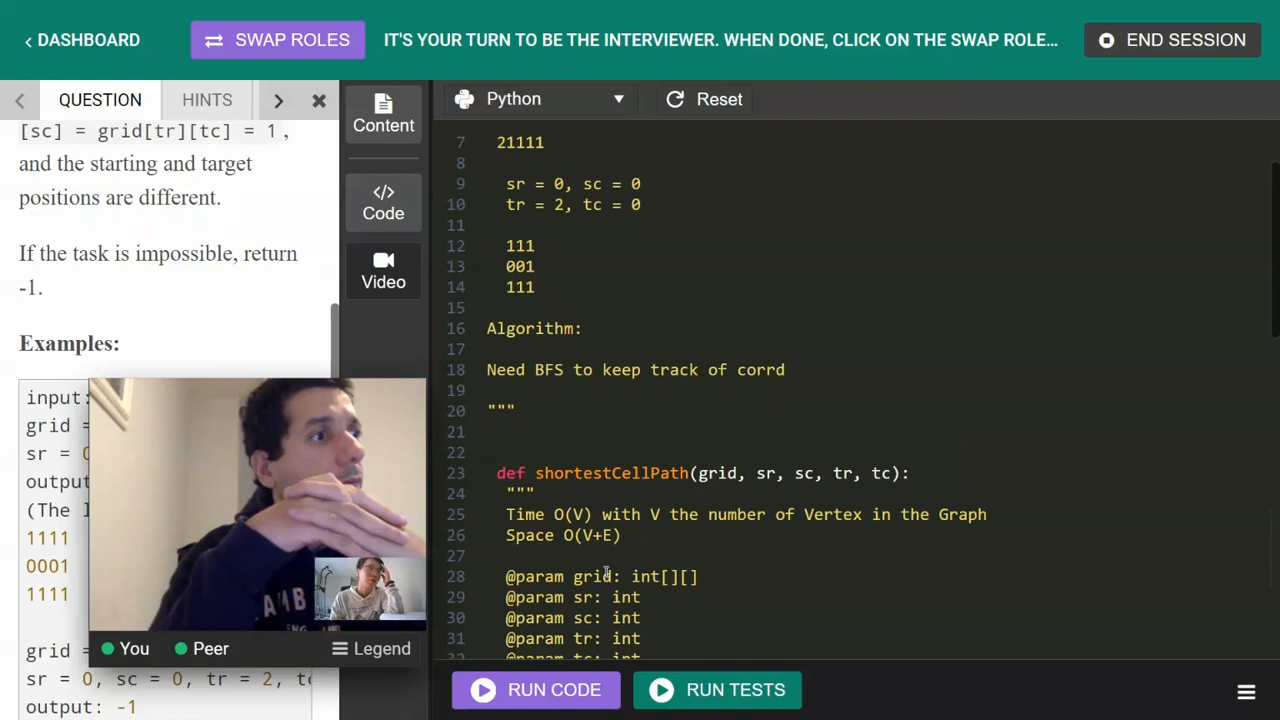 DASHBOARD
SWAP ROLES
IT'S YOUR TURN TO BE THE INTERVIEWER. WHEN DONE, CLICK ON THE SWAP ROLE...
END SESSION
QUESTION
HINTS
[sc] = grid[tr][tc] = 1,
and the starting and target
positions are different.
If the task is impossible, return
-1.
Examples:
input:
grid =
sr =
output
(The
1111
0001
1111
grid =
sr = 0, sc = 0, tr = 2,
output: -1
You
Peer
Legend
Content
Code
Video
Python
Reset
7 21111
8
9 sr = 0, sc = 0
10 tr = 2, tc = 0
11
12 111
13 001
14 111
15
16 Algorithm:
17
18 Need BFS to keep track of corrd
19
20 """
21
22
23 def shortestCellPath(grid, sr, sc, tr, tc):
24 """
25 Time O(V) with V the number of Vertex in the Graph
26 Space O(V+E)
27
28 @param grid: int[][]
29 @param sr: int
30 @param sc: int
31 @param tr: int
32 @param tc: int
RUN CODE
RUN TESTS